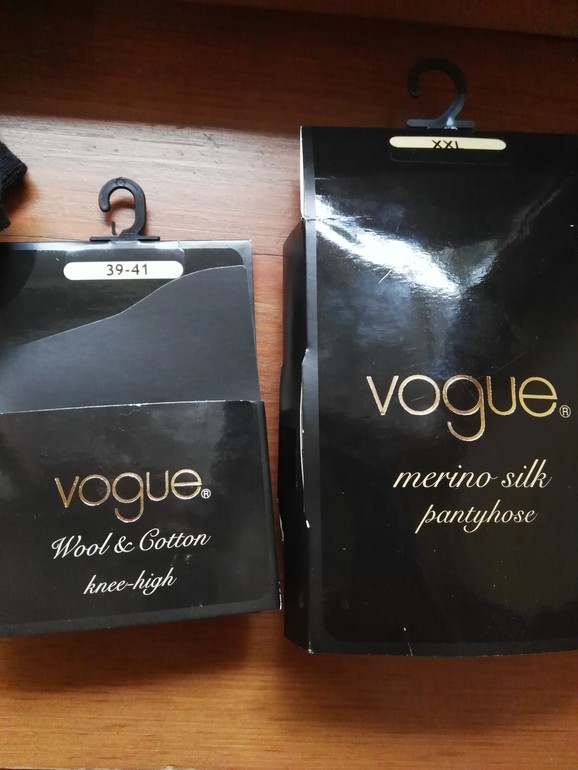 39-41
vogue®
Wool & Cotton
knee-high
XXL
vogue®
merino silk
pantyhose